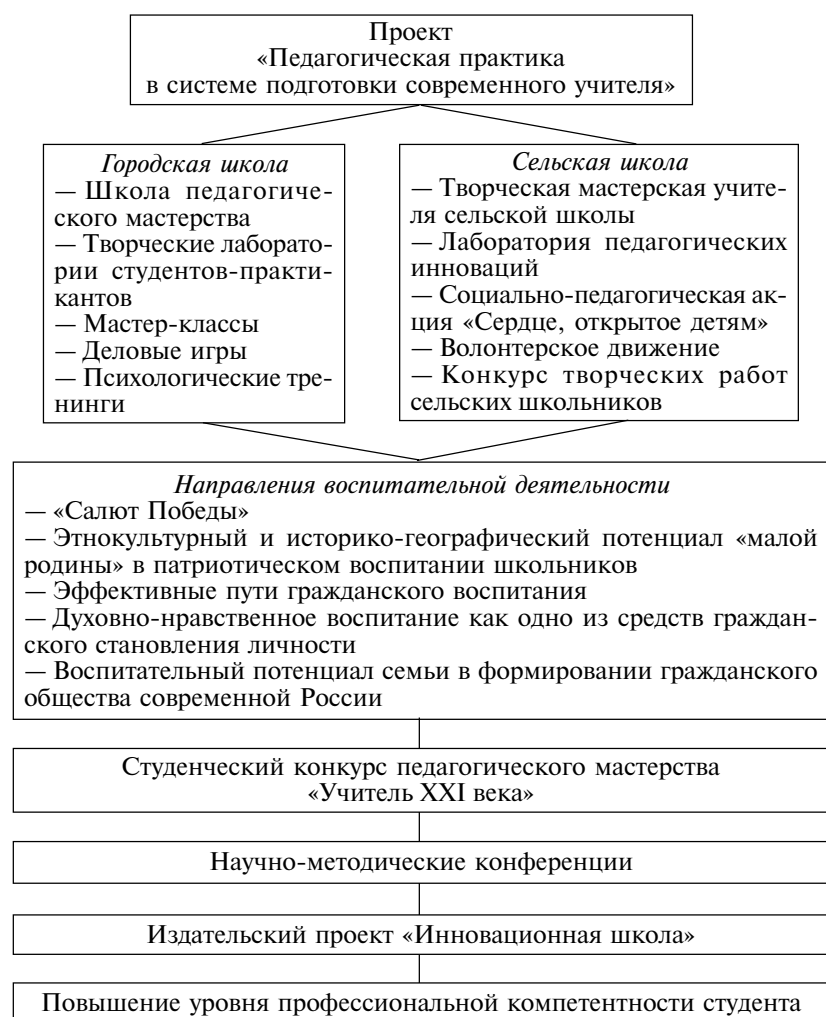 Проект
«Педагогическая практика
в системе подготовки современного учителя»
Городская школа
— Школа педагогиче-
ского мастерства
— Творческие лаборато-
рии студентов-практи-
кантов
— Мастер-классы
— Деловые игры
— Психологические тре-
нинги
Сельская школа
— Творческая мастерская учите-
ля сельской школы
— Лаборатория педагогических
инноваций
— Социально-педагогическая ак-
ция «Сердце, открытое детям»
— Волонтерское движение
— Конкурс творческих работ
сельских школьников
Направления воспитательной деятельности
— «Салют Победы»
— Этнокультурный и историко-географический потенциал «малой
родины» в патриотическом воспитании школьников
— Эффективные пути гражданского воспитания
— Духовно-нравственное воспитание как одно из средств граждан-
ского становления личности
— Воспитательный потенциал семьи в формировании гражданского
общества современной России
Студенческий конкурс педагогического мастерства
«Учитель XXI века»
Научно-методические конференции
Издательский проект «Инновационная школа»
Повышение уровня профессиональной компетентности студента